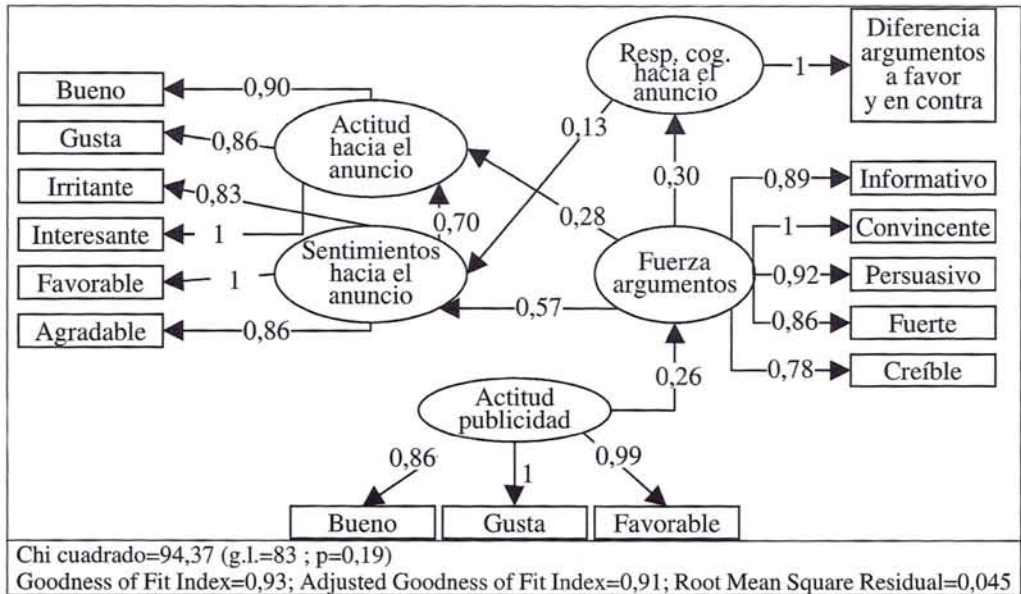 Bueno
Gusta
Irritante
Interesante
Favorable
Agradable
0,90
0,86
0,83
1
1
0,86
Actitud
hacia el
anuncio
0,70
Sentimientos
hacia el
anuncio
Resp. cog.
hacia el
anuncio
1
Diferencia
argumentos
a favor
y en contra
0,13
0,30
0,28
0,57
Fuerza
argumentos
0,89
1
0,92
0,86
0,78
Informativo
Convincente
Persuasivo
Fuerte
Creíble
0,26
Actitud
publicidad
0,86
1
0,99
Bueno
Gusta
Favorable
Chi cuadrado=94,37 (g.l.=83 ; p=0,19)
Goodness of Fit Index=0,93; Adjusted Goodness of Fit Index=0,91; Root Mean Square Residual=0,045